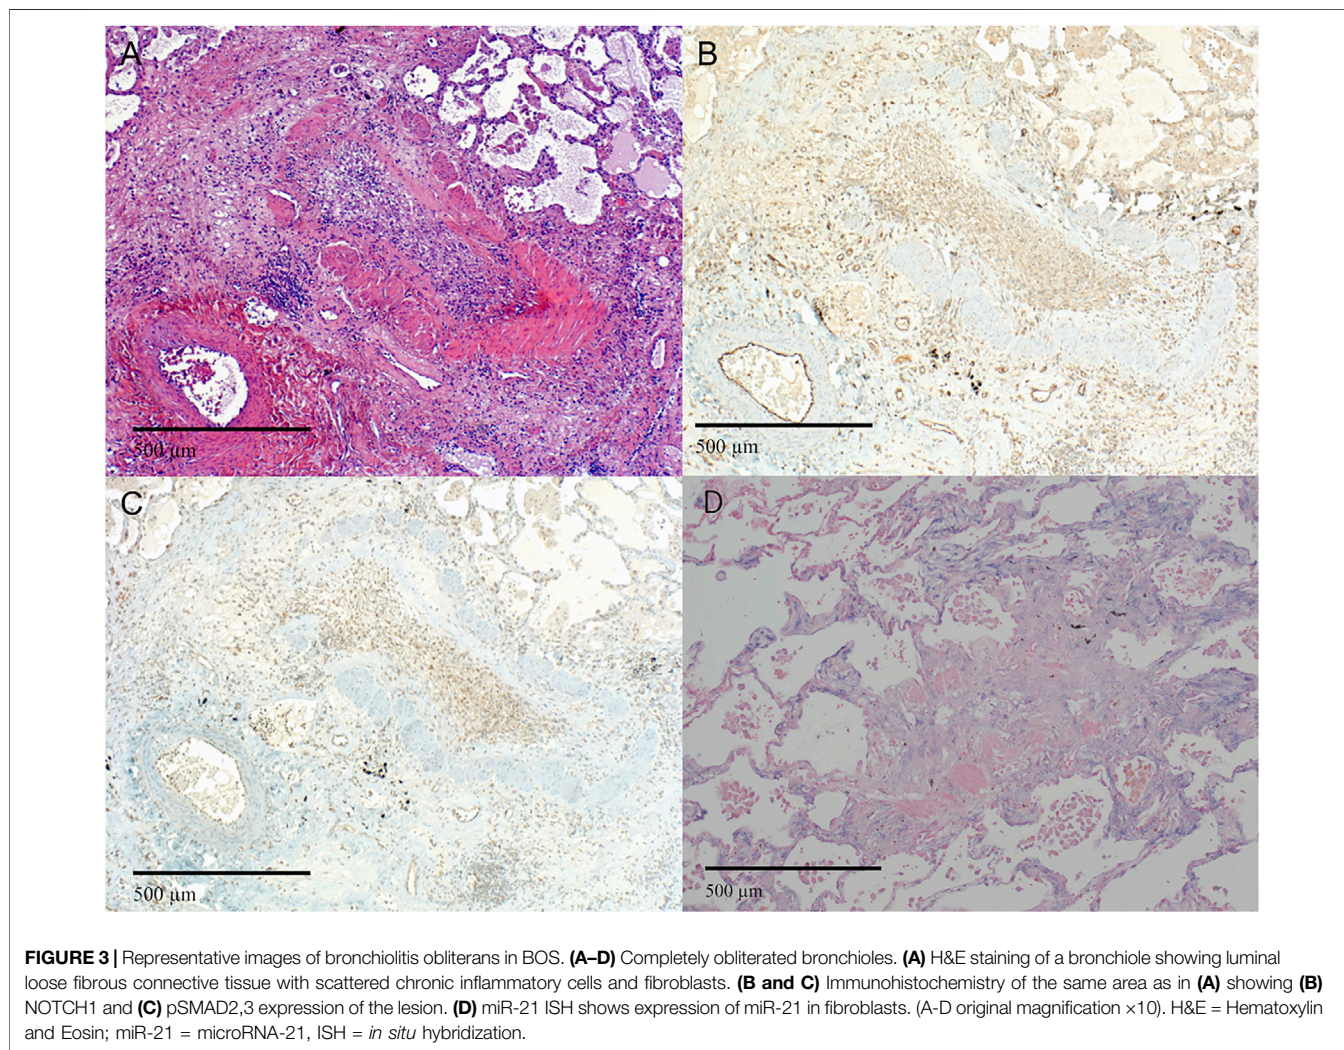 A
B
500 µm
500 µm
C
D
500 µm
500 µm
FIGURE 3 | Representative images of bronchiolitis obliterans in BOS. (A–D) Completely obliterated bronchioles. (A) H&E staining of a bronchiole showing luminal
loose fibrous connective tissue with scattered chronic inflammatory cells and fibroblasts. (B and C) Immunohistochemistry of the same area as in (A) showing (B)
NOTCH1 and (C) pSMAD2,3 expression of the lesion. (D) miR-21 ISH shows expression of miR-21 in fibroblasts. (A-D original magnification ×10). H&E = Hematoxylin
and Eosin; miR-21 = microRNA-21, ISH = in situ hybridization.